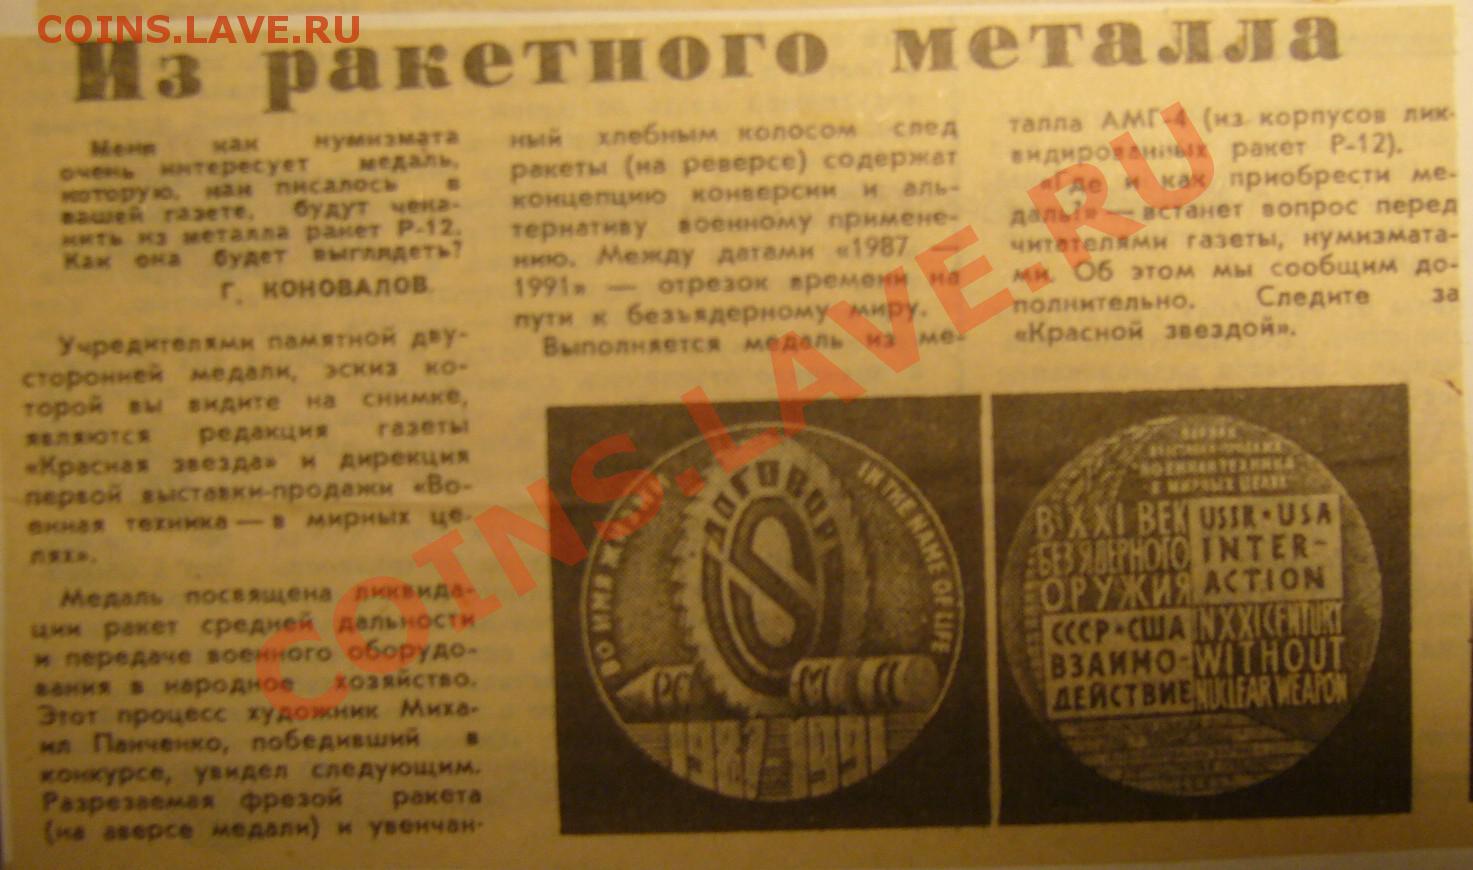 COINS.LAVE.RU
Из ракетного металла
Меня как нумизмата
очень интересует медаль,
которую, как писалось в
вашей газете, будут чека-
нить из металла ракет Р-12.
Как она будет выглядеть?
Г. КОНОВАЛОВ
Учредителями памятной дву-
сторонней медали, эскиз ко-
торой вы видите на снимке,
являются редакция газеты
«Красная звезда» и дирекция
первой выставки-продажи «Во-
енная техника — в мирных це-
лях».
Медаль посвящена ликвида-
ции ракет средней дальности
и передаче военного оборудо-
вания в народное хозяйство.
Этот процесс художник Миха-
ил Панченко, победивший в
конкурсе, увидел следующим.
Разрезаемая фрезой ракета
(на аверсе медали) и увенчан-
ный хлебным колосом след
ракеты (на реверсе) содержат
концепцию конверсии и аль-
тернативу военному примене-
нию. Между датами «1987 —
1991» — отрезок времени на
пути к безъядерному миру.
Выполняется медаль из ме-
талла АМГ-4 (из корпусов лик-
видированных ракет Р-12).
«Где и как приобрести ме-
даль?» — встанет вопрос перед
читателями газеты, нумизмата-
ми. Об этом мы сообщим до-
полнительно. Следите за
«Красной звездой».
ВО ИМЯ ЖИЗНИ
ДОГОВОР
IN THE NAME OF LIFE
РС
1987 1991
ВОЕННАЯ ТЕХНИКА
В МИРНЫХ ЦЕЛЯХ
В XXI ВЕК
БЕЗ ЯДЕРНОГО
ОРУЖИЯ
USSR • USA
INTER-
ACTION
СССР • США
ВЗАИМО-
ДЕЙСТВИЕ
IN XXI CENTURY
WITHOUT
NUCLEAR WEAPON
COINS.LAVE.RU